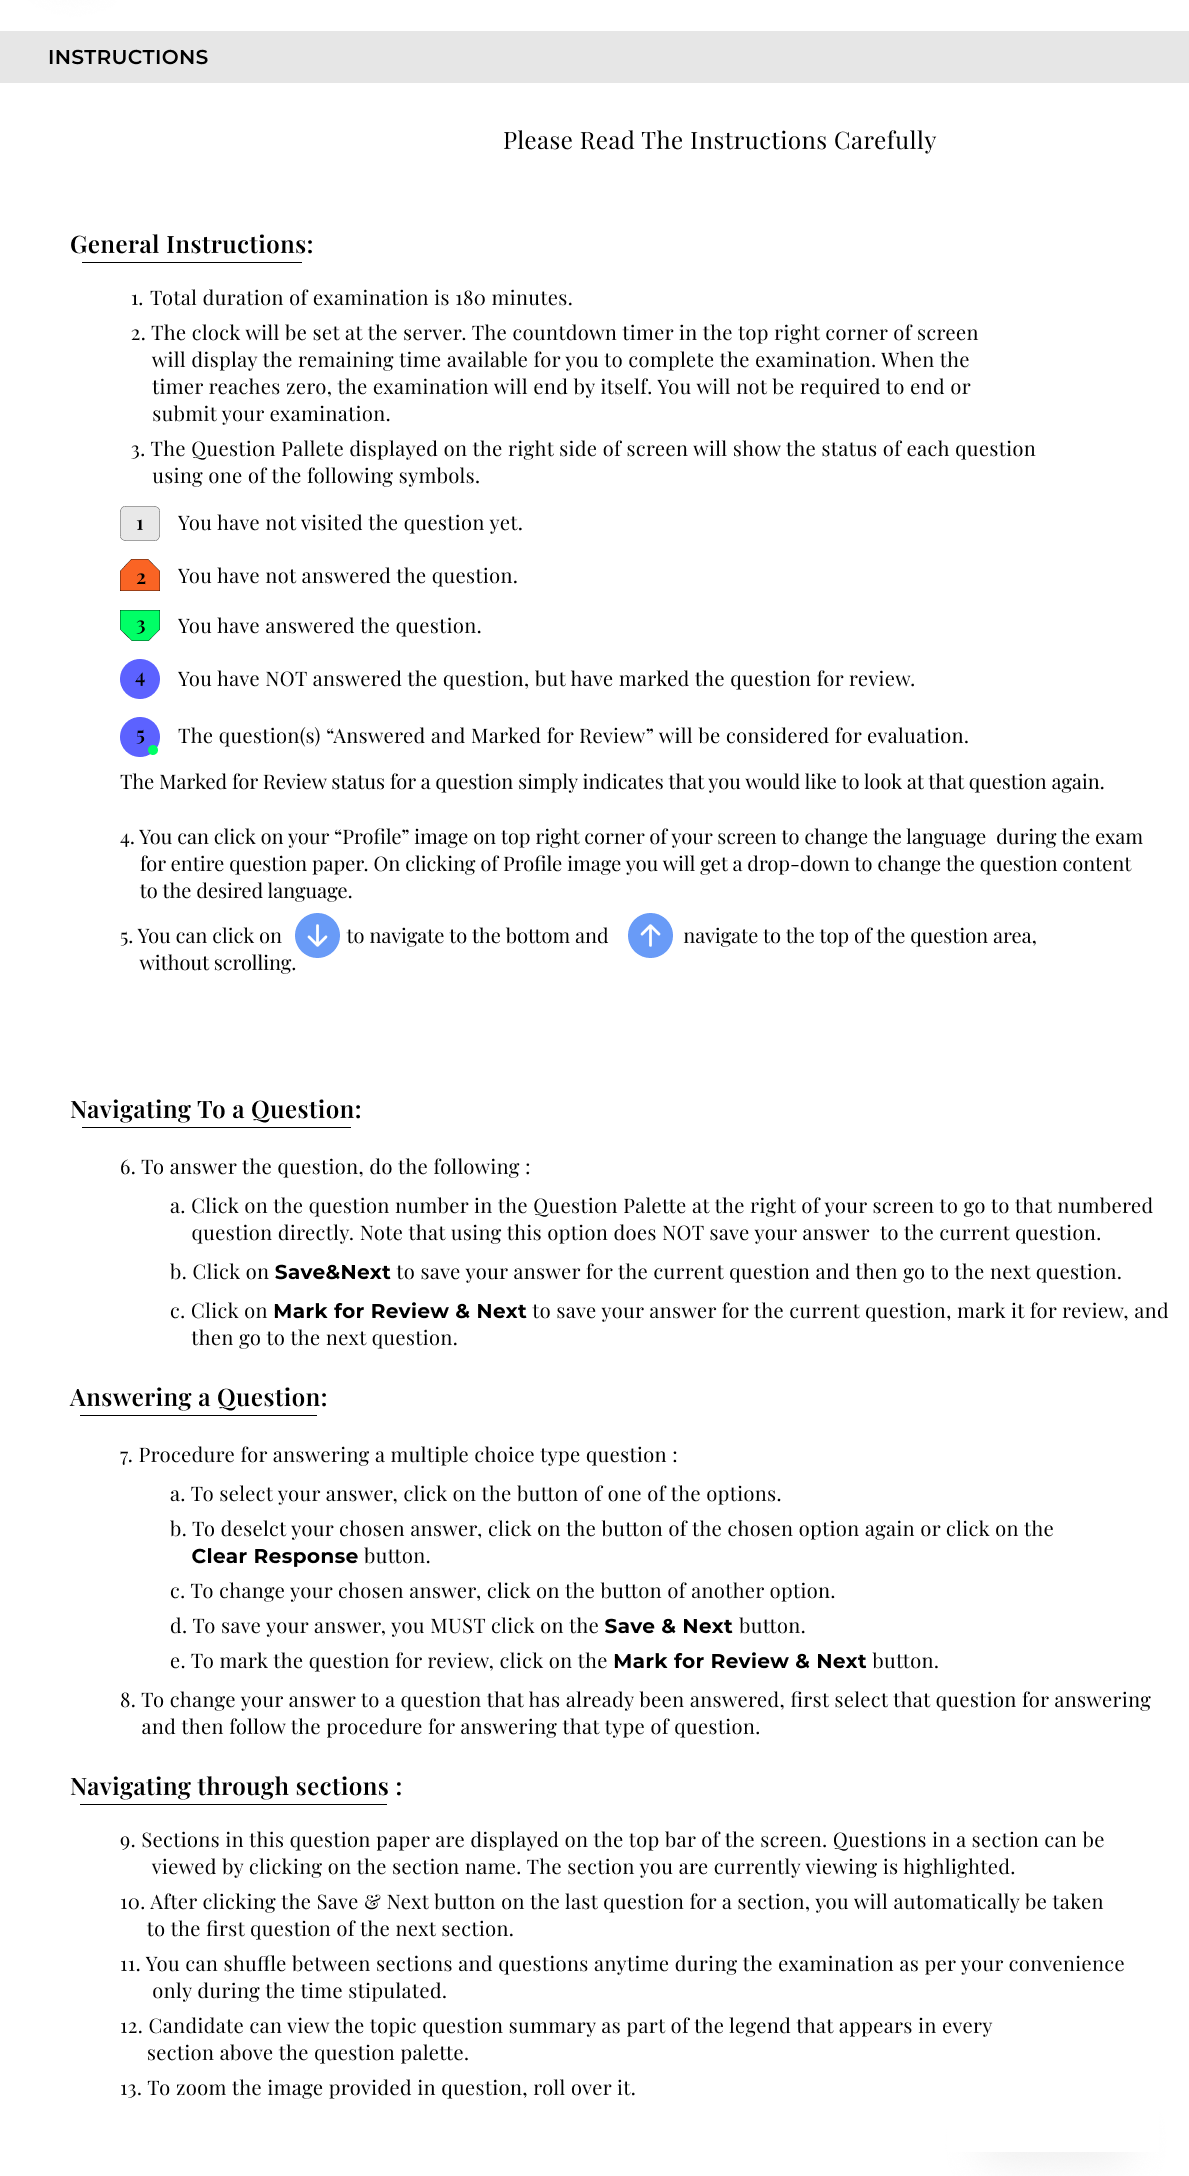 INSTRUCTIONS
Please Read The Instructions Carefully
General Instructions:
1. Total duration of examination is 180 minutes.
2. The clock will be set at the server. The countdown timer in the top right corner of screen
will display the remaining time available for you to complete the examination. When the
timer reaches zero, the examination will end by itself. You will not be required to end or
submit your examination.
3. The Question Pallete displayed on the right side of screen will show the status of each question
using one of the following symbols.
1 You have not visited the question yet.
2 You have not answered the question.
3 You have answered the question.
4 You have NOT answered the question, but have marked the question for review.
5 The question(s) “Answered and Marked for Review” will be considered for evaluation.
The Marked for Review status for a question simply indicates that you would like to look at that question again.
4. You can click on your “Profile” image on top right corner of your screen to change the language during the exam
for entire question paper. On clicking of Profile image you will get a drop-down to change the question content
to the desired language.
5. You can click on ↓ to navigate to the bottom and ↑ navigate to the top of the question area,
without scrolling.
Navigating To a Question:
6. To answer the question, do the following :
a. Click on the question number in the Question Palette at the right of your screen to go to that numbered
question directly. Note that using this option does NOT save your answer to the current question.
b. Click on Save&Next to save your answer for the current question and then go to the next question.
c. Click on Mark for Review & Next to save your answer for the current question, mark it for review, and
then go to the next question.
Answering a Question:
7. Procedure for answering a multiple choice type question :
a. To select your answer, click on the button of one of the options.
b. To deselct your chosen answer, click on the button of the chosen option again or click on the
Clear Response button.
c. To change your chosen answer, click on the button of another option.
d. To save your answer, you MUST click on the Save & Next button.
e. To mark the question for review, click on the Mark for Review & Next button.
8. To change your answer to a question that has already been answered, first select that question for answering
and then follow the procedure for answering that type of question.
Navigating through sections :
9. Sections in this question paper are displayed on the top bar of the screen. Questions in a section can be
viewed by clicking on the section name. The section you are currently viewing is highlighted.
10. After clicking the Save & Next button on the last question for a section, you will automatically be taken
to the first question of the next section.
11. You can shuffle between sections and questions anytime during the examination as per your convenience
only during the time stipulated.
12. Candidate can view the topic question summary as part of the legend that appears in every
section above the question palette.
13. To zoom the image provided in question, roll over it.